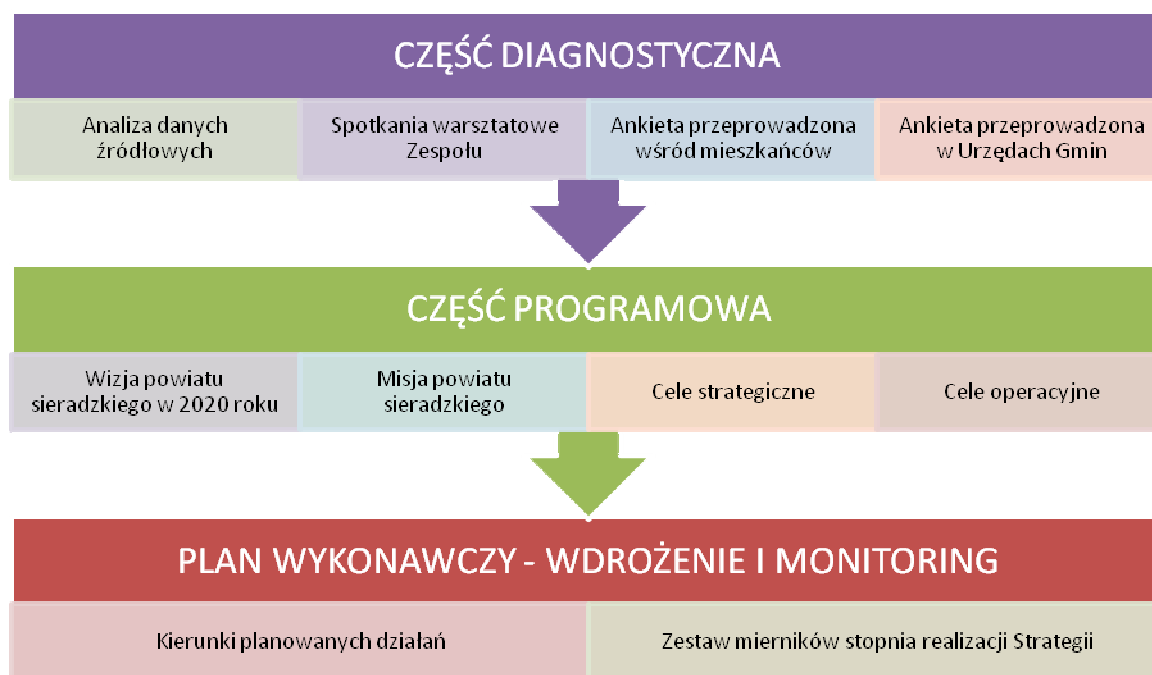 CZĘŚĆ DIAGNOSTYCZNA
Analiza danych
źródłowych
Spotkania warsztatowe
Zespołu
Ankieta przeprowadzona
wśród mieszkańców
Ankieta przeprowadzona
w Urzędach Gmin
CZĘŚĆ PROGRAMOWA
Wizja powiatu
sieradzkiego w 2020 roku
Misja powiatu
sieradzkiego
Cele strategiczne
Cele operacyjne
PLAN WYKONAWCZY - WDROŻENIE I MONITORING
Kierunki planowanych działań
Zestaw mierników stopnia realizacji Strategii